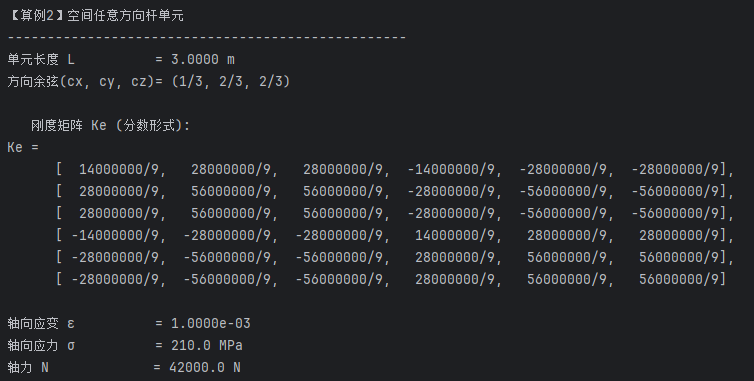 【算例2】空间任意方向杆单元
--------------------------------------------------
单元长度 L          = 3.0000 m
方向余弦(cx, cy, cz)= (1/3, 2/3, 2/3)
刚度矩阵 Ke (分数形式):
Ke =
[  14000000/9,   28000000/9,   28000000/9,  -14000000/9,  -28000000/9,  -28000000/9],
[  28000000/9,   56000000/9,   56000000/9,  -28000000/9,  -56000000/9,  -56000000/9],
[  28000000/9,   56000000/9,   56000000/9,  -28000000/9,  -56000000/9,  -56000000/9],
[ -14000000/9,  -28000000/9,  -28000000/9,   14000000/9,   28000000/9,   28000000/9],
[ -28000000/9,  -56000000/9,  -56000000/9,   28000000/9,   56000000/9,   56000000/9],
[ -28000000/9,  -56000000/9,  -56000000/9,   28000000/9,   56000000/9,   56000000/9]
轴向应变 ε          = 1.0000e-03
轴向应力 σ          = 210.0 MPa
轴力 N             = 42000.0 N